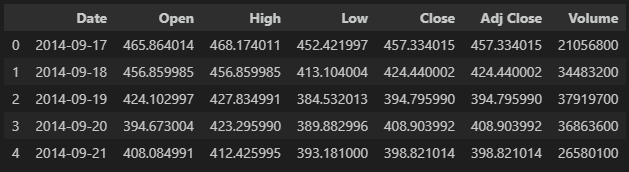 Date Open High Low Close Adj Close Volume
0 2014-09-17 465.864014 468.174011 452.421997 457.334015 457.334015 21056800
1 2014-09-18 456.859985 456.859985 413.104004 424.440002 424.440002 34483200
2 2014-09-19 424.102997 427.834991 384.532013 394.795990 394.795990 37919700
3 2014-09-20 394.673004 423.295990 389.882996 408.903992 408.903992 36863600
4 2014-09-21 408.084991 412.425995 393.181000 398.821014 398.821014 26580100